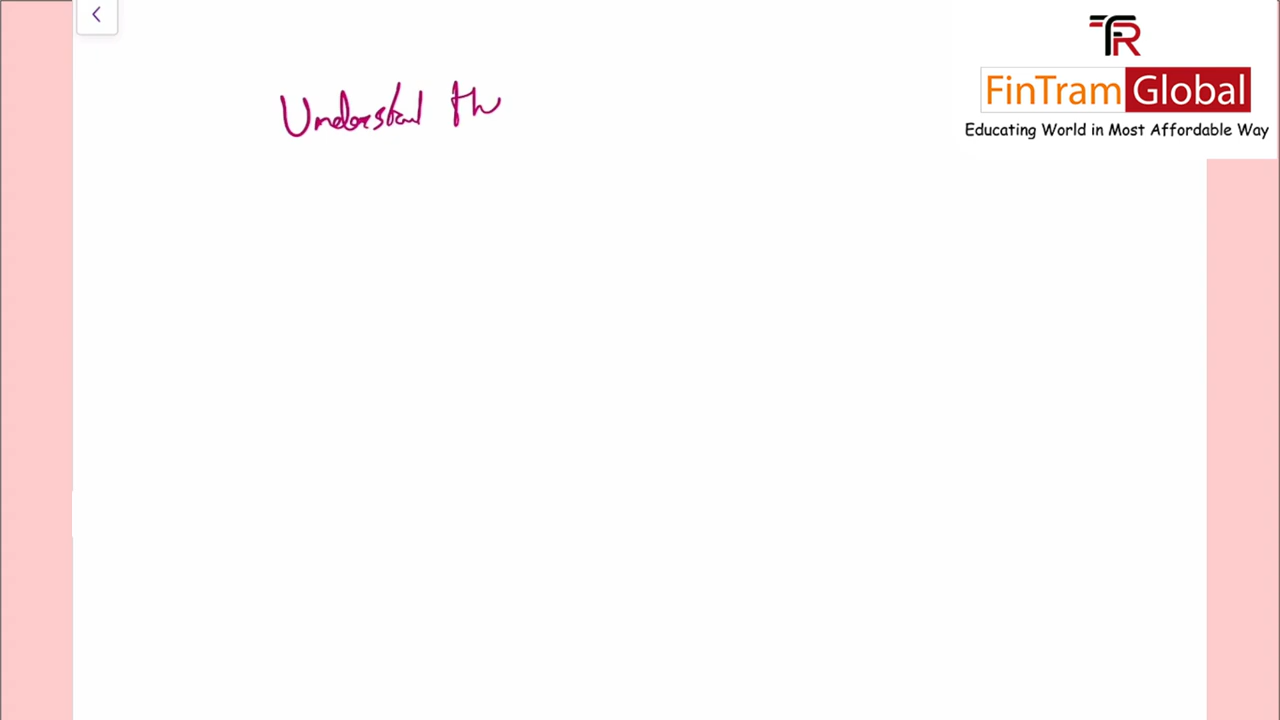 FinTram Global
Educating World in Most Affordable Way
Understand th